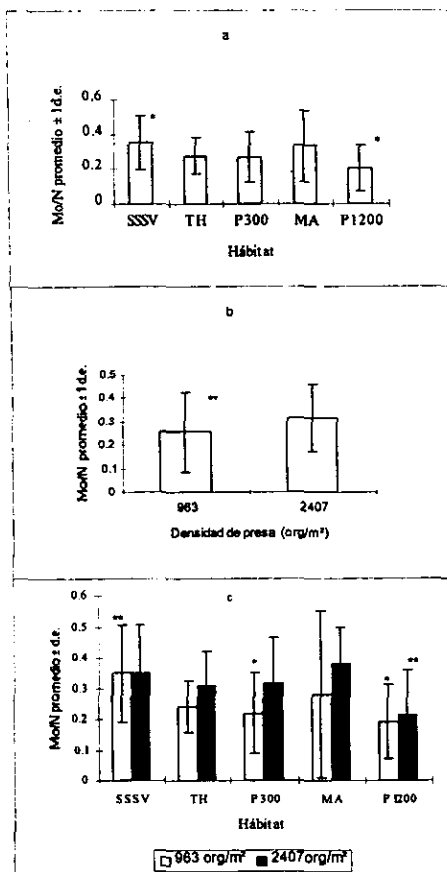 a
Mo/N promedio ± 1 d.e.
0,6
0.4
0.2
0
*
*
SSSV TH P300 MA P1200
Hábitat
b
Mo/N promedio ± 1 d.e.
0.5
0.4
0.3
0.2
0.1
0
**
963 2407
Densidad de presa (org/m²)
c
Mo/N promedio ± d.e.
0.6
0.5
0.4
0.3
0.2
0.1
0
**
*
*
**
SSSV TH P300 MA P1200
Hábitat
963 org/m² 2407org/m²